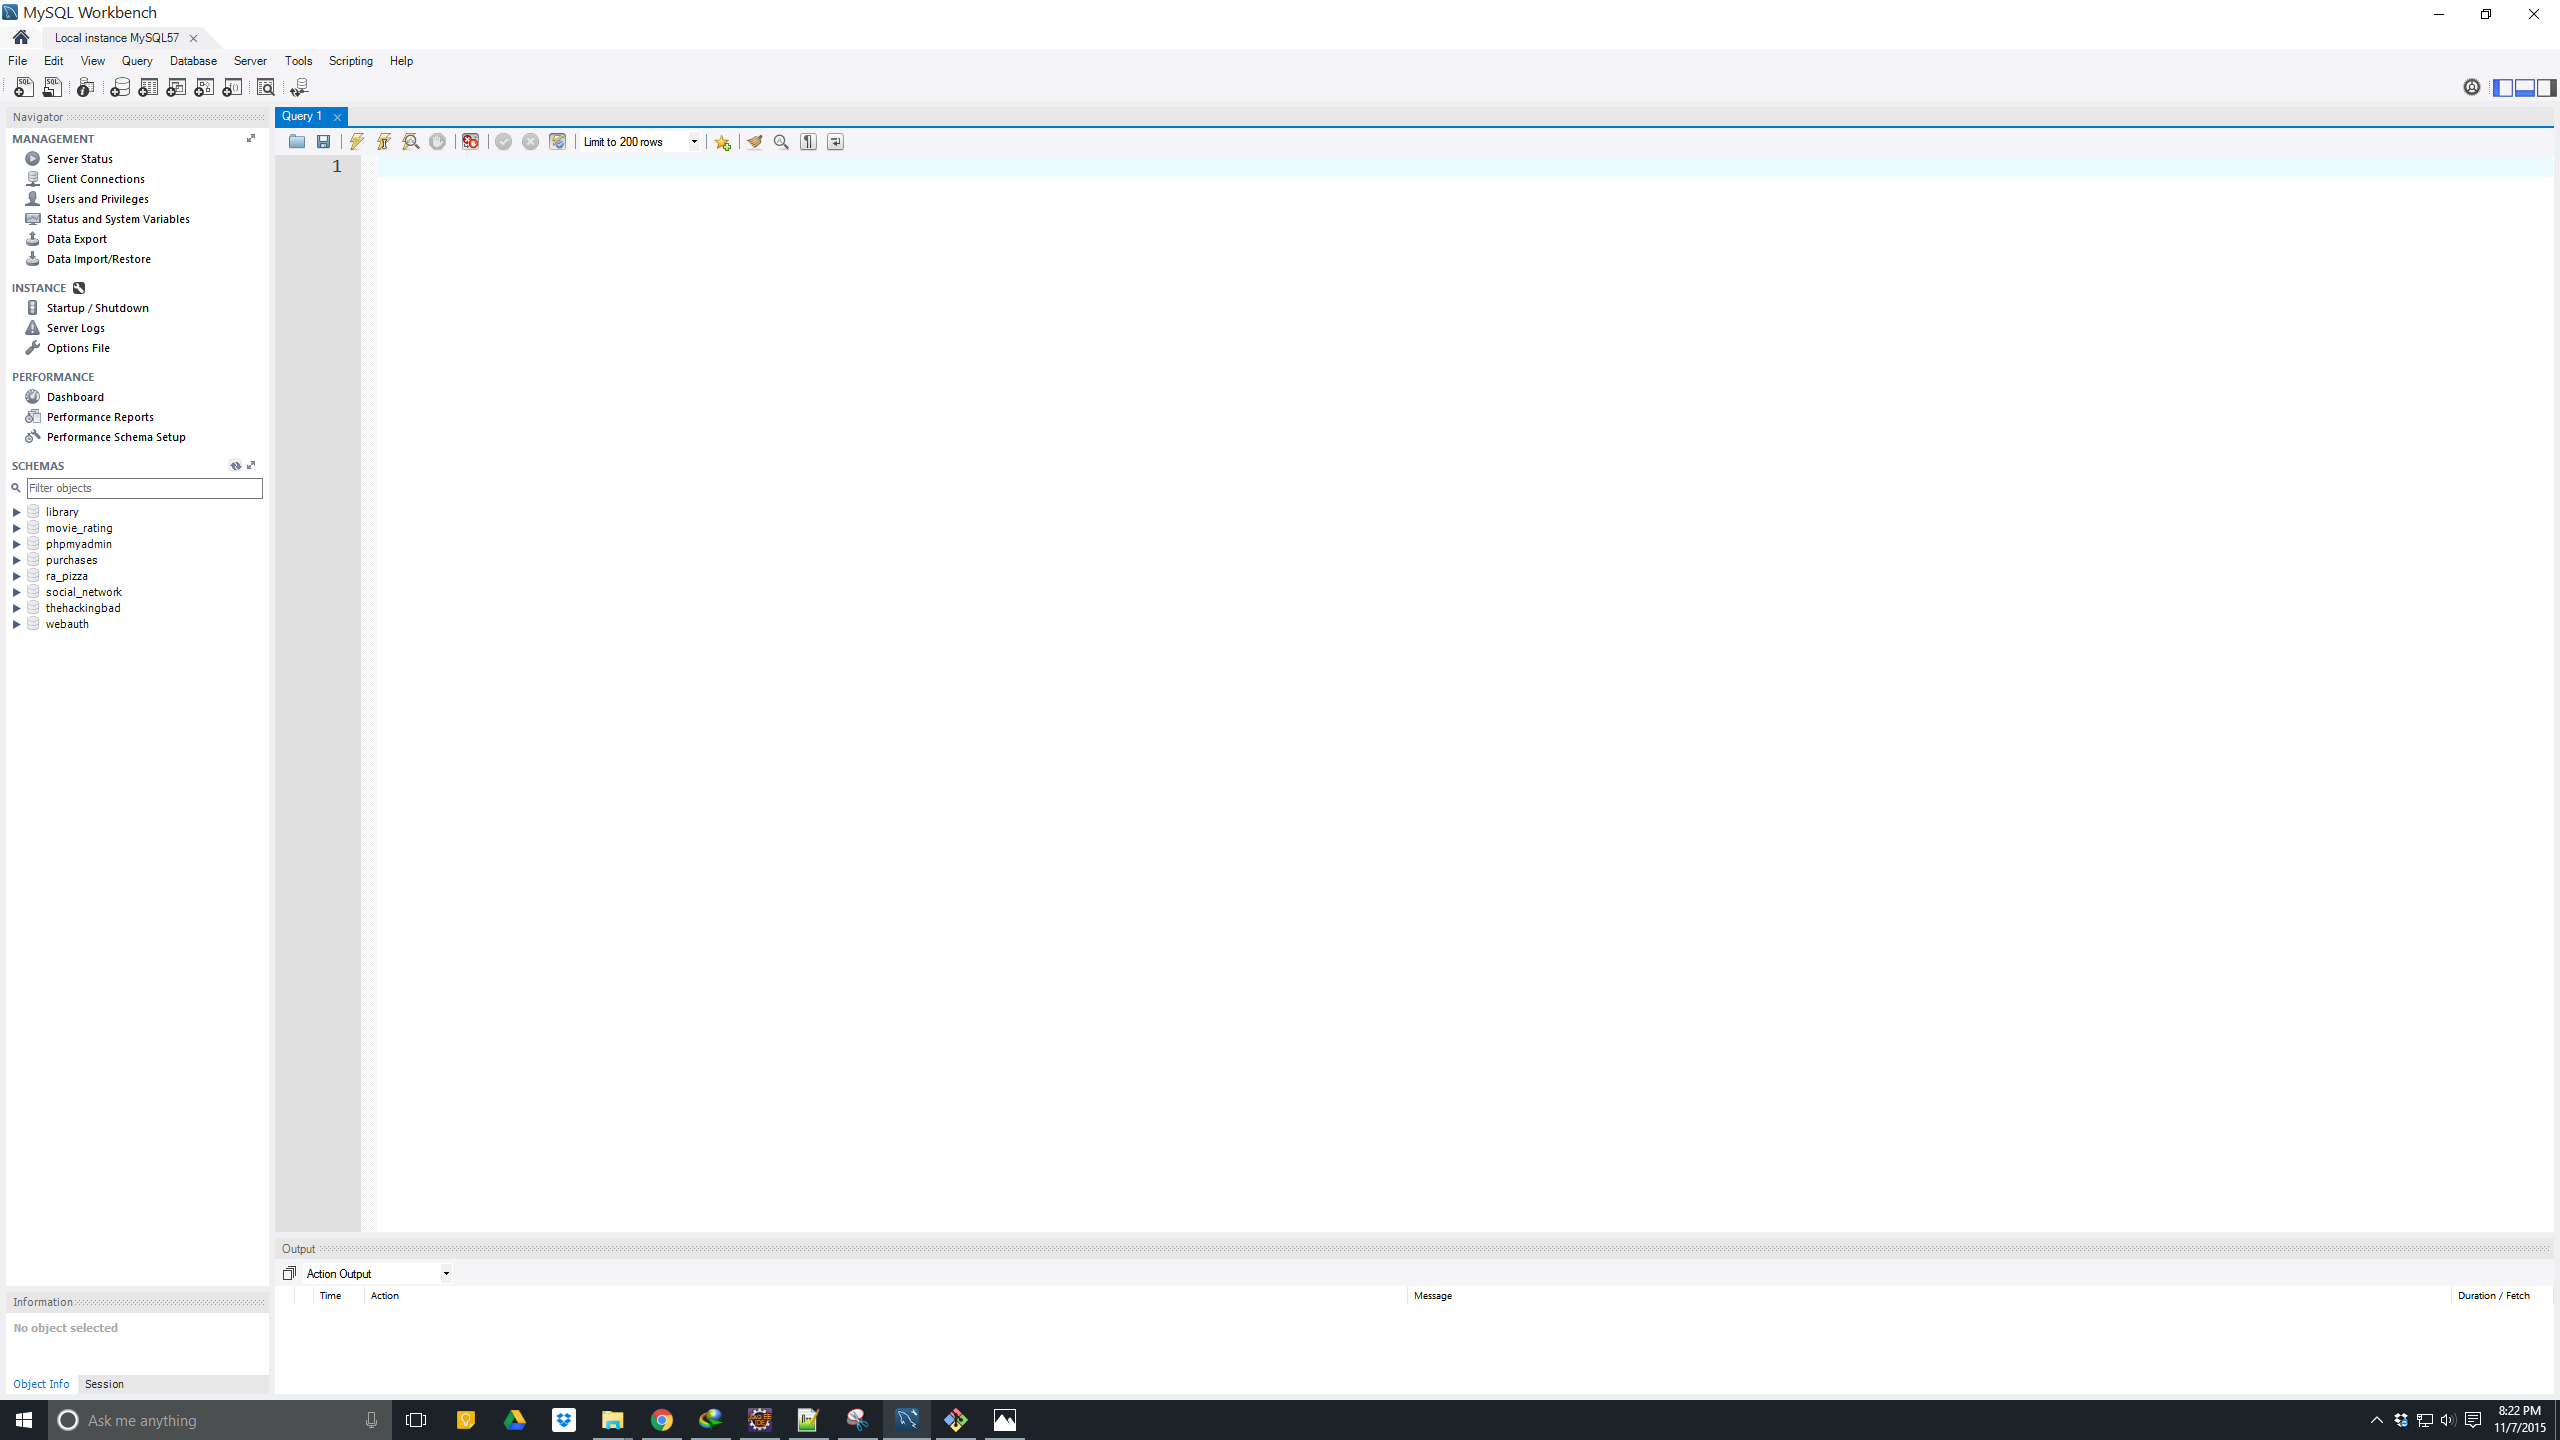 MySQL Workbench
Local instance MySQL57
File Edit View Query Database Server Tools Scripting Help
Navigator
MANAGEMENT
Server Status
Client Connections
Users and Privileges
Status and System Variables
Data Export
Data Import/Restore
INSTANCE
Startup / Shutdown
Server Logs
Options File
PERFORMANCE
Dashboard
Performance Reports
Performance Schema Setup
SCHEMAS
Filter objects
library
movie_rating
phpmyadmin
purchases
ra_pizza
social_network
thehackingbad
webauth
Information
No object selected
Object Info Session
Query 1
Limit to 200 rows
1
Output
Action Output
Time Action Message Duration / Fetch
Ask me anything
8:22 PM
11/7/2015